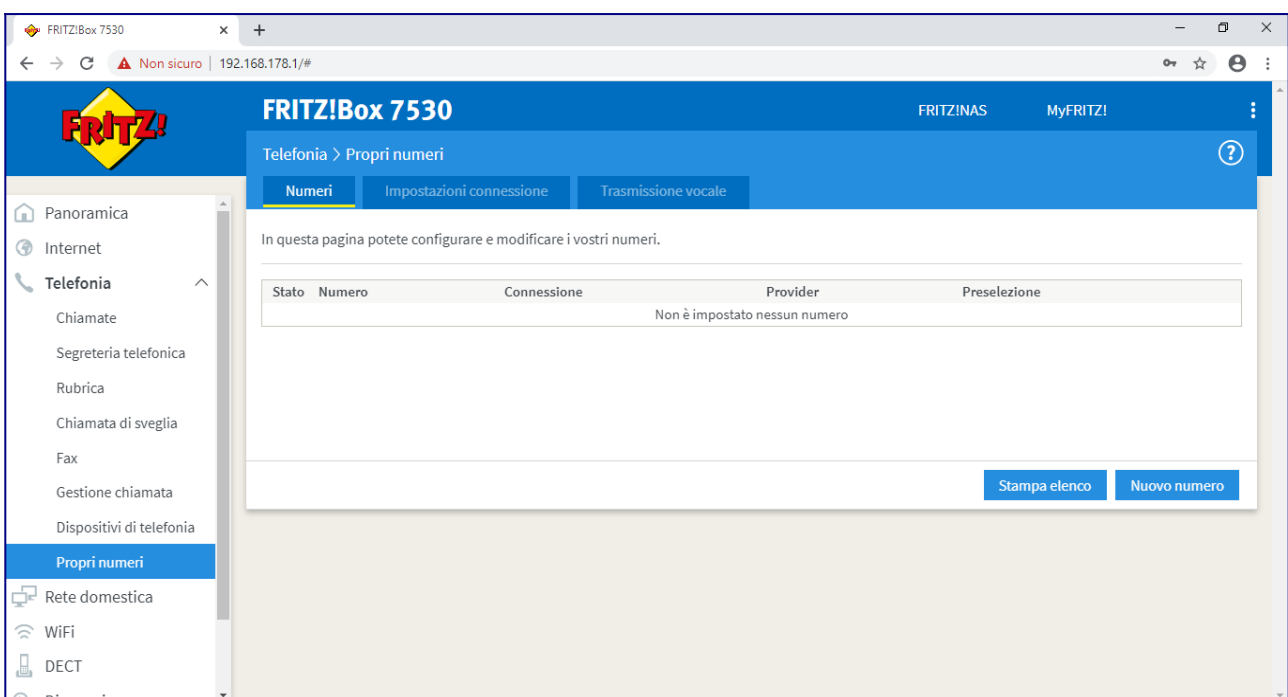 FRITZ!Box 7530
Non sicuro | 192.168.178.1/#
FRITZ!
FRITZ!Box 7530
FRITZ!NAS
MyFRITZ!
Telefonia > Propri numeri
Numeri
Impostazioni connessione
Trasmissione vocale
Panoramica
Internet
Telefonia
Chiamate
Segreteria telefonica
Rubrica
Chiamata di sveglia
Fax
Gestione chiamata
Dispositivi di telefonia
Propri numeri
Rete domestica
WiFi
DECT
In questa pagina potete configurare e modificare i vostri numeri.
Stato Numero Connessione Provider Preselezione
Non è impostato nessun numero
Stampa elenco
Nuovo numero